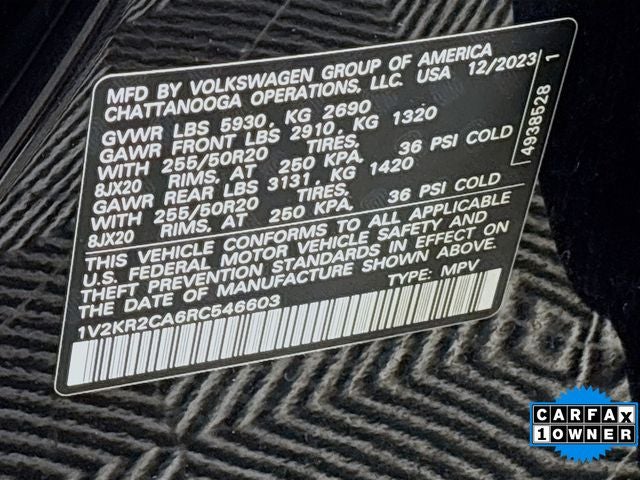 MFD BY VOLKSWAGEN GROUP OF AMERICA
CHATTANOOGA OPERATIONS, LLC. USA 12/2023
GVWR LBS 5930. KG 2690
GAWR FRONT LBS 2910. KG 1320
WITH 255/50R20 TIRES.
8JX20 RIMS. AT 250 KPA. 36 PSI COLD
GAWR REAR LBS 3131. KG 1420
WITH 255/50R20 TIRES.
8JX20 RIMS. AT 250 KPA. 36 PSI COLD
4938528 1
THIS VEHICLE CONFORMS TO ALL APPLICABLE
U.S. FEDERAL MOTOR VEHICLE SAFETY AND
THEFT PREVENTION STANDARDS IN EFFECT ON
THE DATE OF MANUFACTURE SHOWN ABOVE.
TYPE: MPV
1V2KR2CA6RC546603
CARFAX
1 OWNER